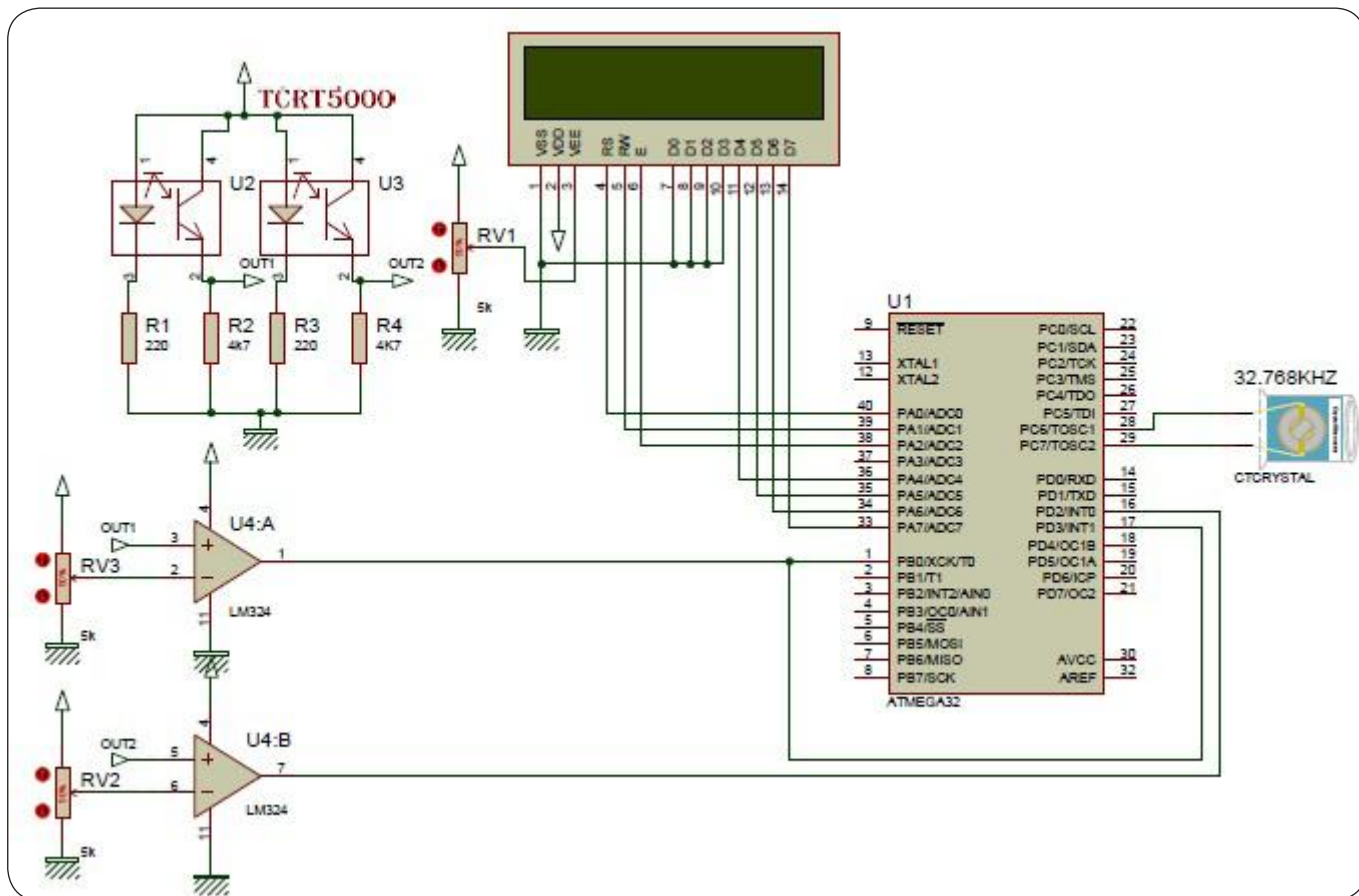 TCRT5000
1
4
1
4
U2
U3
3
2
OUT1
3
2
OUT2
R1
220
R2
4k7
R3
220
R4
4K7
RV1
5k
VSS
VDD
VEE
RS
RW
E
D0
D1
D2
D3
D4
D5
D6
D7
1
2
3
4
5
6
7
8
9
10
11
12
13
14
U1
9 RESET
13 XTAL1
12 XTAL2
40 PA0/ADC0
39 PA1/ADC1
38 PA2/ADC2
37 PA3/ADC3
36 PA4/ADC4
35 PA5/ADC5
34 PA6/ADC6
33 PA7/ADC7
1 PB0/XCK/T0
2 PB1/T1
3 PB2/INT2/AIN0
4 PB3/OC0/AIN1
5 PB4/SS
6 PB5/MOSI
7 PB6/MISO
8 PB7/SCK
PC0/SCL 22
PC1/SDA 23
PC2/TCK 24
PC3/TMS 25
PC4/TDO 26
PC5/TDI 27
PC6/TOSC1 28
PC7/TOSC2 29
PD0/RXD 14
PD1/TXD 15
PD2/INT0 16
PD3/INT1 17
PD4/OC1B 18
PD5/OC1A 19
PD6/ICP 20
PD7/OC2 21
AVCC 30
AREF 32
ATMEGA32
32.768KHZ
CTCRYSTAL
OUT1
3
2
4
1
11
U4:A
LM324
RV3
5k
OUT2
5
6
4
7
11
U4:B
LM324
RV2
5k